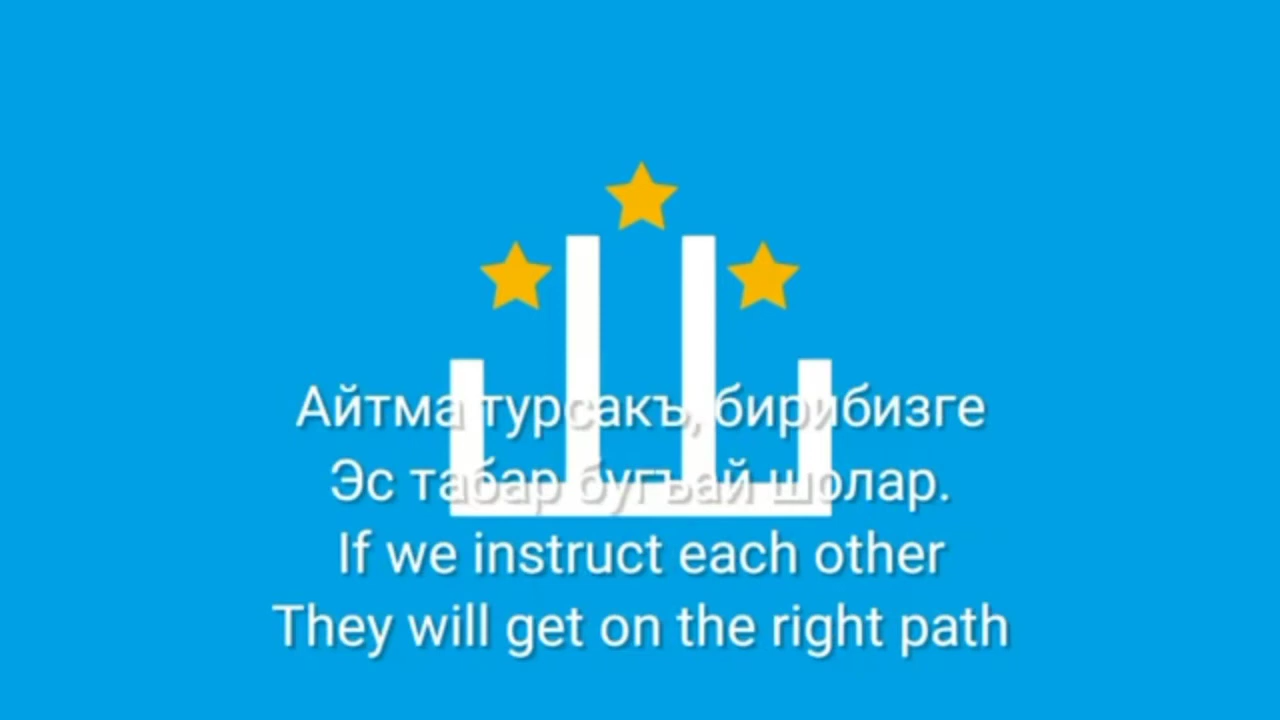 Айтма турсакъ, бирибизге
Эс табар бугъай шолар.
If we instruct each other
They will get on the right path